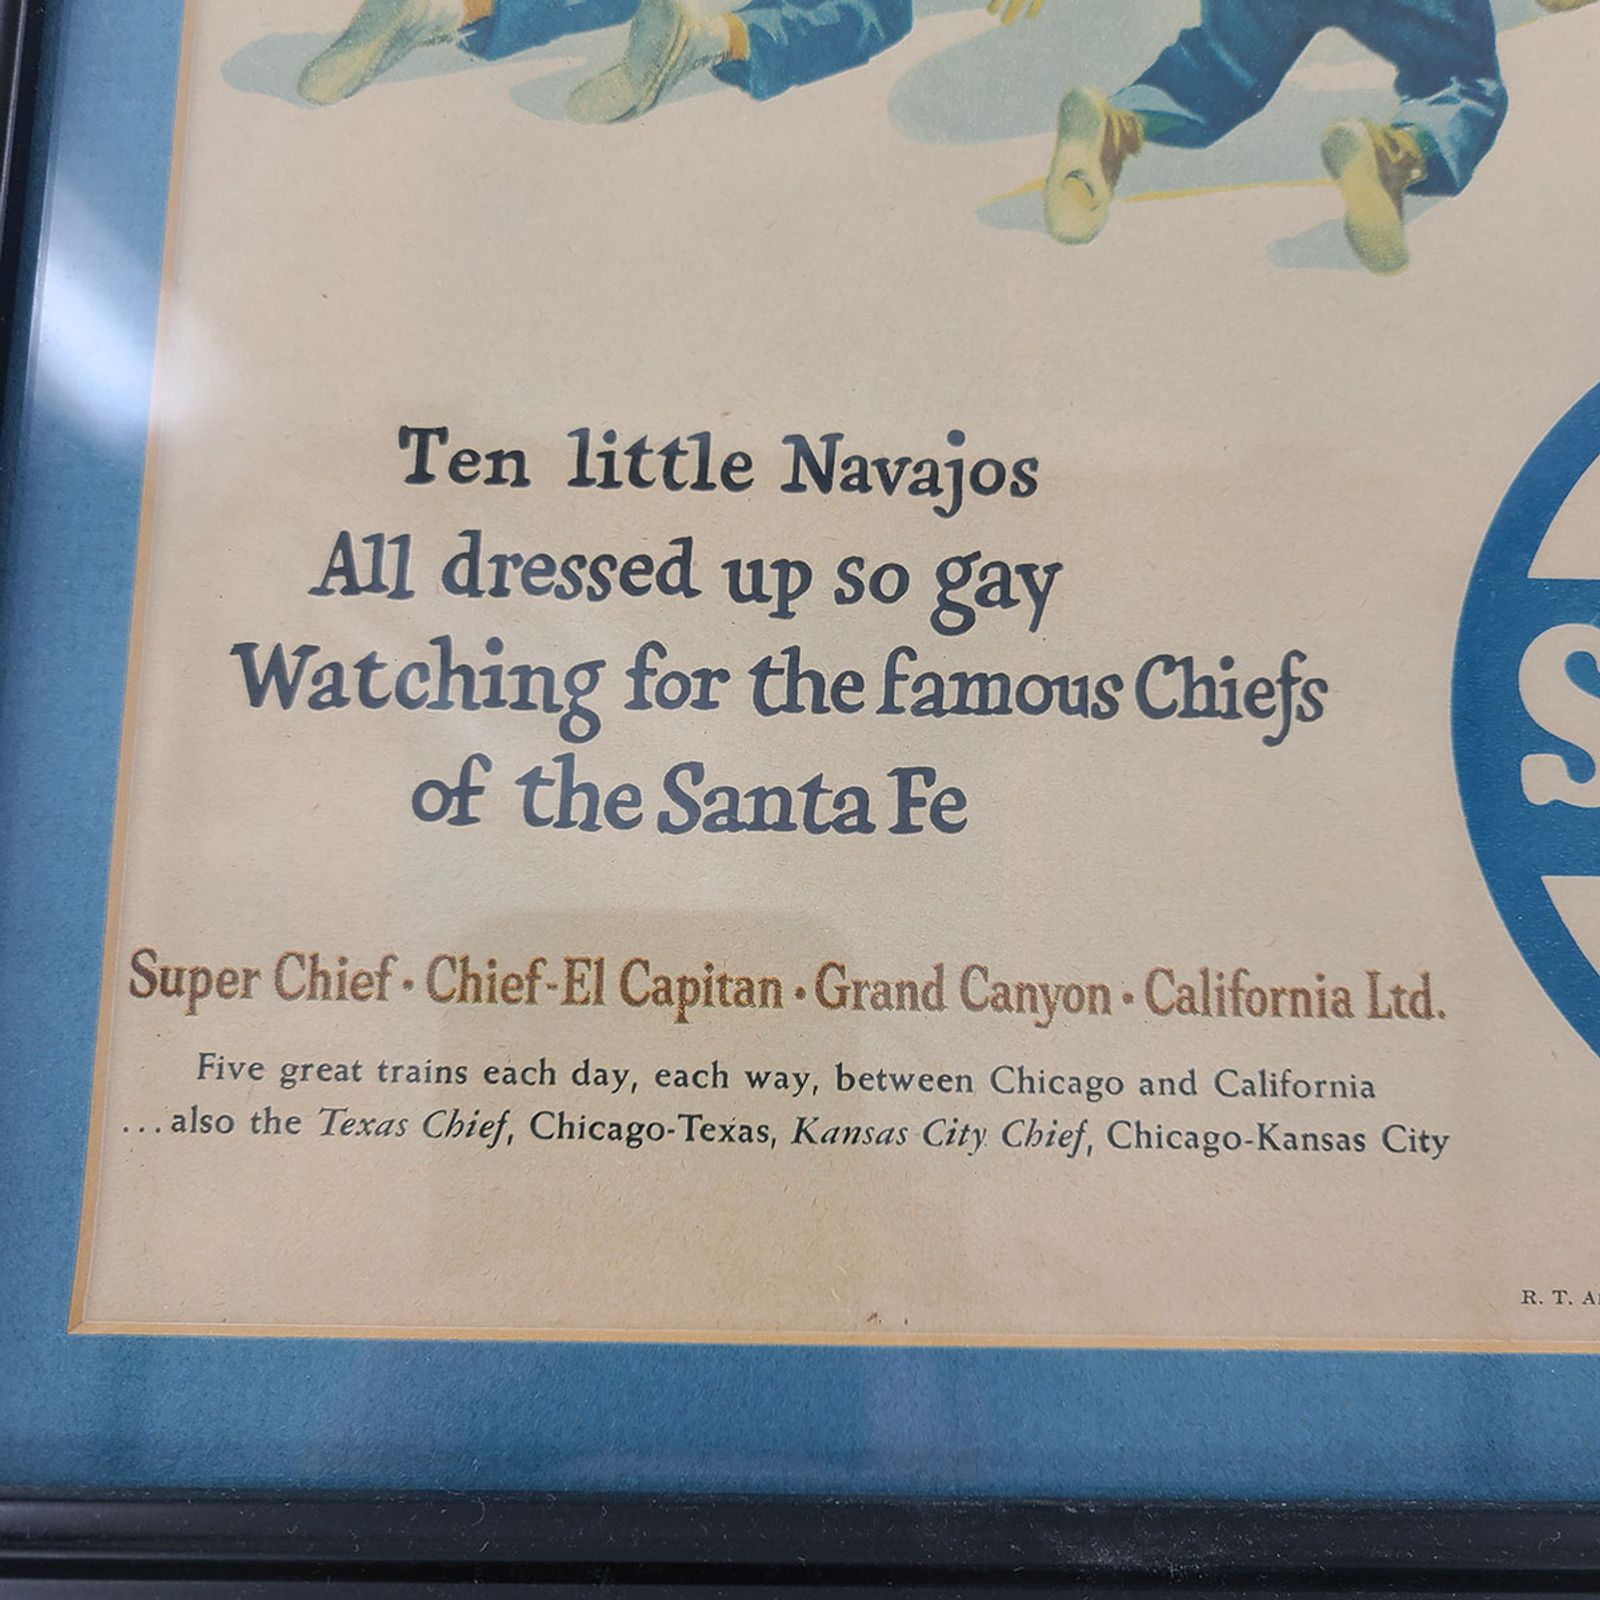 Ten little Navajos
All dressed up so gay
Watching for the famous Chiefs
of the Santa Fe
Super Chief · Chief-El Capitan · Grand Canyon · California Ltd.
Five great trains each day, each way, between Chicago and California
...also the Texas Chief, Chicago-Texas, Kansas City Chief, Chicago-Kansas City
R. T.